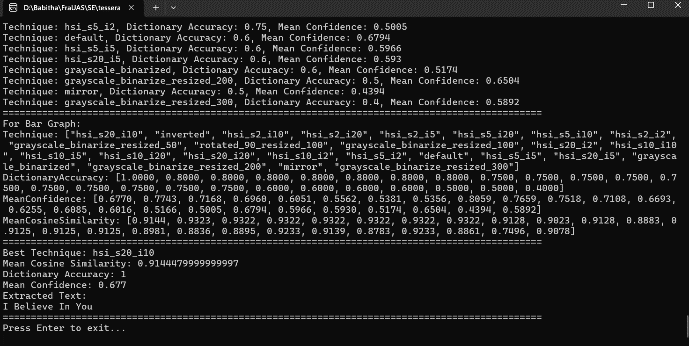 D:\Babitha\FraUAS\SE\tessera
Technique: hsi_s5_i2, Dictionary Accuracy: 0.75, Mean Confidence: 0.5005
Technique: default, Dictionary Accuracy: 0.6, Mean Confidence: 0.6794
Technique: hsi_s5_i5, Dictionary Accuracy: 0.6, Mean Confidence: 0.5966
Technique: hsi_s20_i5, Dictionary Accuracy: 0.6, Mean Confidence: 0.593
Technique: grayscale_binarized, Dictionary Accuracy: 0.6, Mean Confidence: 0.5174
Technique: grayscale_binarize_resized_200, Dictionary Accuracy: 0.5, Mean Confidence: 0.6504
Technique: mirror, Dictionary Accuracy: 0.5, Mean Confidence: 0.4394
Technique: grayscale_binarize_resized_300, Dictionary Accuracy: 0.4, Mean Confidence: 0.5892
================================================================================
For Bar Graph:
Technique: ["hsi_s20_i10", "inverted", "hsi_s2_i10", "hsi_s2_i20", "hsi_s2_i5", "hsi_s5_i20", "hsi_s5_i10", "hsi_s2_i2",
"grayscale_binarize_resized_50", "rotated_90_resized_100", "grayscale_binarize_resized_100", "hsi_s20_i2", "hsi_s10_i10
", "hsi_s10_i5", "hsi_s10_i20", "hsi_s20_i20", "hsi_s10_i2", "hsi_s5_i2", "default", "hsi_s5_i5", "hsi_s20_i5", "graysca
le_binarized", "grayscale_binarize_resized_200", "mirror", "grayscale_binarize_resized_300"]
DictionaryAccuracy: [1.0000, 0.8000, 0.8000, 0.8000, 0.8000, 0.8000, 0.8000, 0.8000, 0.7500, 0.7500, 0.7500, 0.7500, 0.7
500, 0.7500, 0.7500, 0.7500, 0.7500, 0.7500, 0.6000, 0.6000, 0.6000, 0.6000, 0.5000, 0.5000, 0.4000]
MeanConfidence: [0.6770, 0.7743, 0.7168, 0.6960, 0.6051, 0.5562, 0.5381, 0.5356, 0.8059, 0.7659, 0.7518, 0.7108, 0.6693,
0.6255, 0.6085, 0.6016, 0.5166, 0.5005, 0.6794, 0.5966, 0.5930, 0.5174, 0.6504, 0.4394, 0.5892]
MeanCosineSimilarity: [0.9144, 0.9323, 0.9322, 0.9322, 0.9322, 0.9322, 0.9322, 0.9322, 0.9128, 0.9023, 0.9128, 0.8883, 0
.9125, 0.9125, 0.9125, 0.8981, 0.8836, 0.8895, 0.9233, 0.9139, 0.8783, 0.9233, 0.8861, 0.7496, 0.9078]
================================================================================
Best Technique: hsi_s20_i10
Mean Cosine Similarity: 0.9144479999999997
Dictionary Accuracy: 1
Mean Confidence: 0.677
Extracted Text:
I Believe In You
================================================================================
Press Enter to exit...